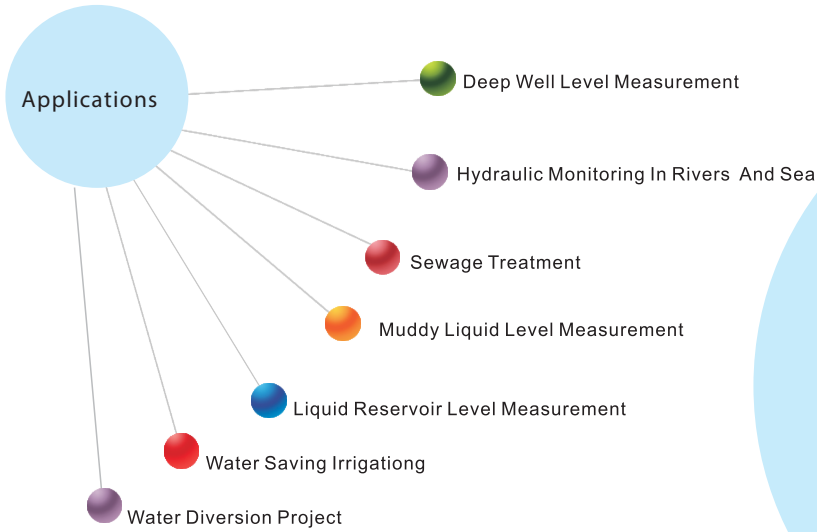 Applications
Deep Well Level Measurement
Hydraulic Monitoring In Rivers And Sea
Sewage Treatment
Muddy Liquid Level Measurement
Liquid Reservoir Level Measurement
Water Saving Irrigationg
Water Diversion Project